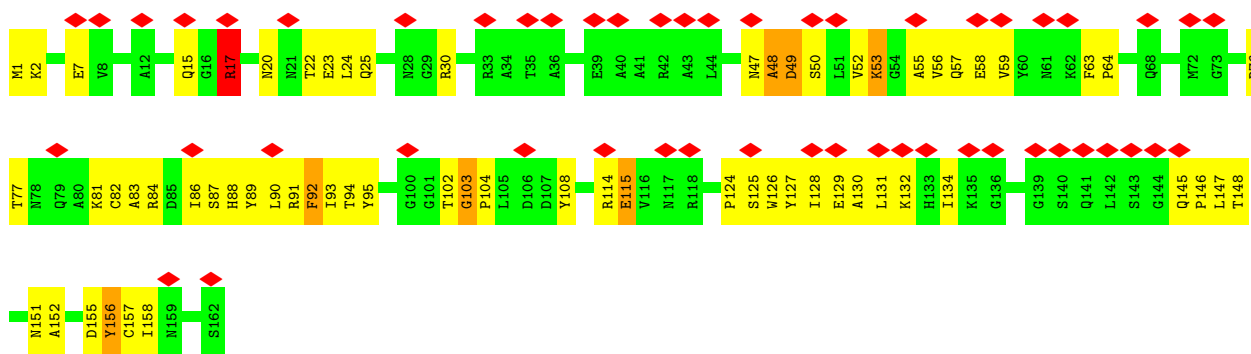 M1 K2 E7 V8 A12 Q15 G16 R17 N20 N21 T22 E23 L24 Q25 N28 G29 R30 R33 A34 T35 A36 E39 A40 A41 R42 A43 L44 N47 A48 D49 S50 L51 V52 K53 G54 A55 V56 Q57 E58 V59 Y60 N61 K62 F63 P64 Q68 M72 G73
T77 N78 Q79 A80 K81 C82 A83 R84 D85 I86 S87 H88 Y89 L90 R91 F92 I93 T94 Y95 G100 G101 T102 G103 P104 L105 D106 D107 Y108 R114 E115 V116 N117 R118 P124 S125 W126 Y127 I128 E129 A130 L131 K132 H133 I134 K135 G136 G139 S140 Q141 L142 S143 G144 Q145 P146 L147 T148
N151 A152 D155 Y156 C157 I158 N159 S162